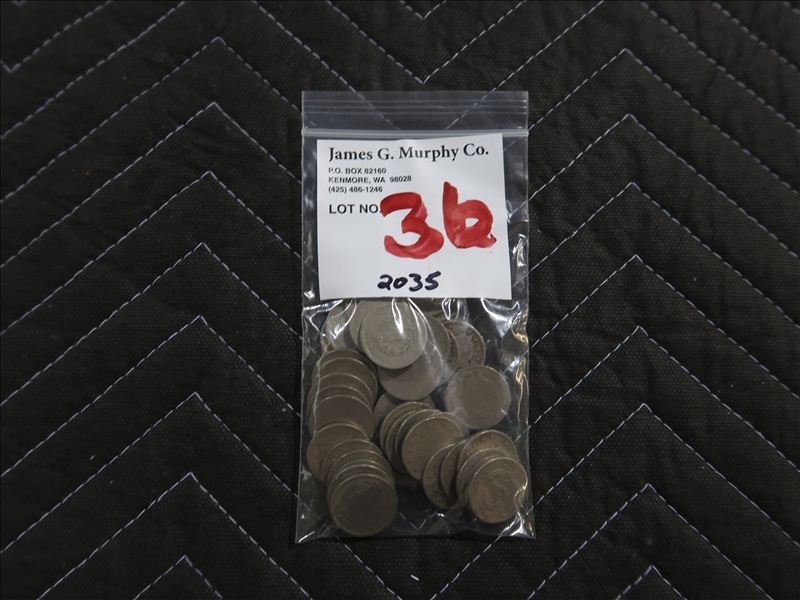 James G. Murphy Co.
P.O. BOX 82160
KENMORE, WA 98028
(425) 486-1246
LOT NO. 36
2035